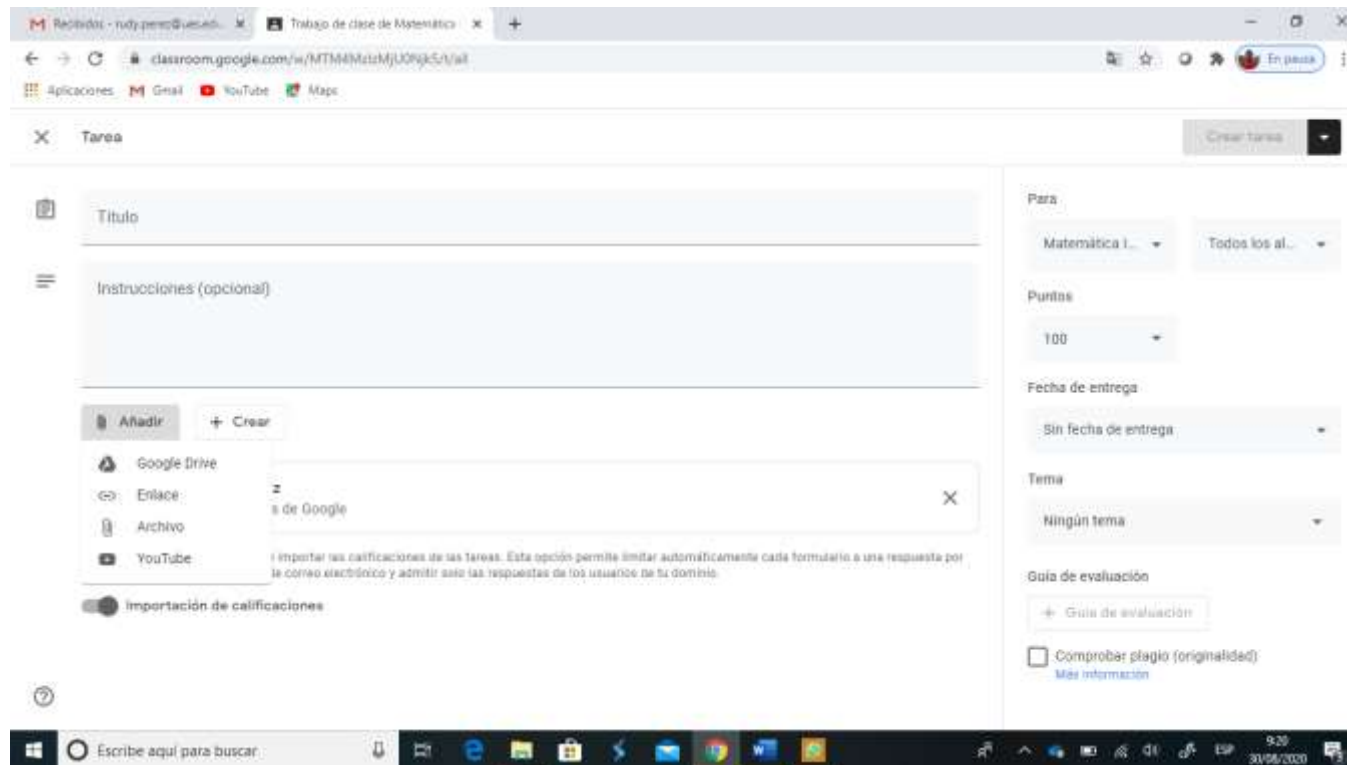 Recibidos - rudy.perez@ues.ed...
Trabajo de clase de Matemática
classroom.google.com
En pausa
Aplicaciones Gmail YouTube Maps
Tarea
Crear tarea
Título
Instrucciones (opcional)
Añadir + Crear
Google Drive
Enlace
Archivo
YouTube
z
s de Google
importar las calificaciones de las tareas. Esta opción permite limitar automáticamente cada formulario a una respuesta por
de correo electrónico y admitir solo las respuestas de los usuarios de tu dominio.
Importación de calificaciones
Para
Matemática I... Todos los al...
Puntos
100
Fecha de entrega
Sin fecha de entrega
Tema
Ningún tema
Guía de evaluación
+ Guía de evaluación
Comprobar plagio (originalidad)
Más información
Escribe aquí para buscar
ESP
9:20
30/08/2020